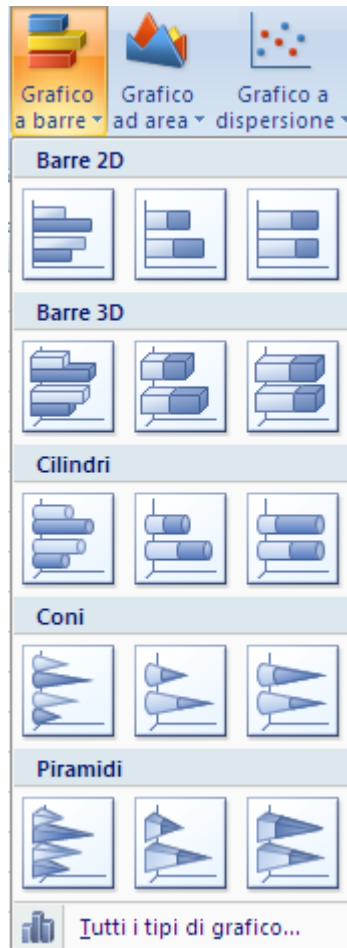 Grafico Grafico Grafico a
a barre ad area dispersione
Barre 2D
Barre 3D
Cilindri
Coni
Piramidi
Tutti i tipi di grafico...